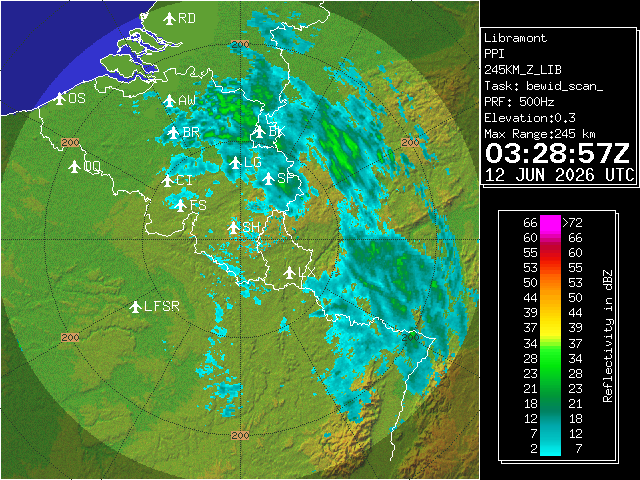 Libramont
PPI
245KM_Z_LIB
Task: bewid_scan_
PRF: 500Hz
Elevation:0.3
Max Range:245 km
03:28:57Z
12 JUN 2026 UTC
RD
200
OS
AW
BR
BK
200
200
QQ
LG
CI
SP
FS
SH
LX
LFSR
200
200
200
66 >72
60 66
55 66
53 55
50 53
44 50
39 44
37 39
34 37
28 34
23 28
21 23
18 21
12 18
7 12
2 7
Reflectivity in dBZ